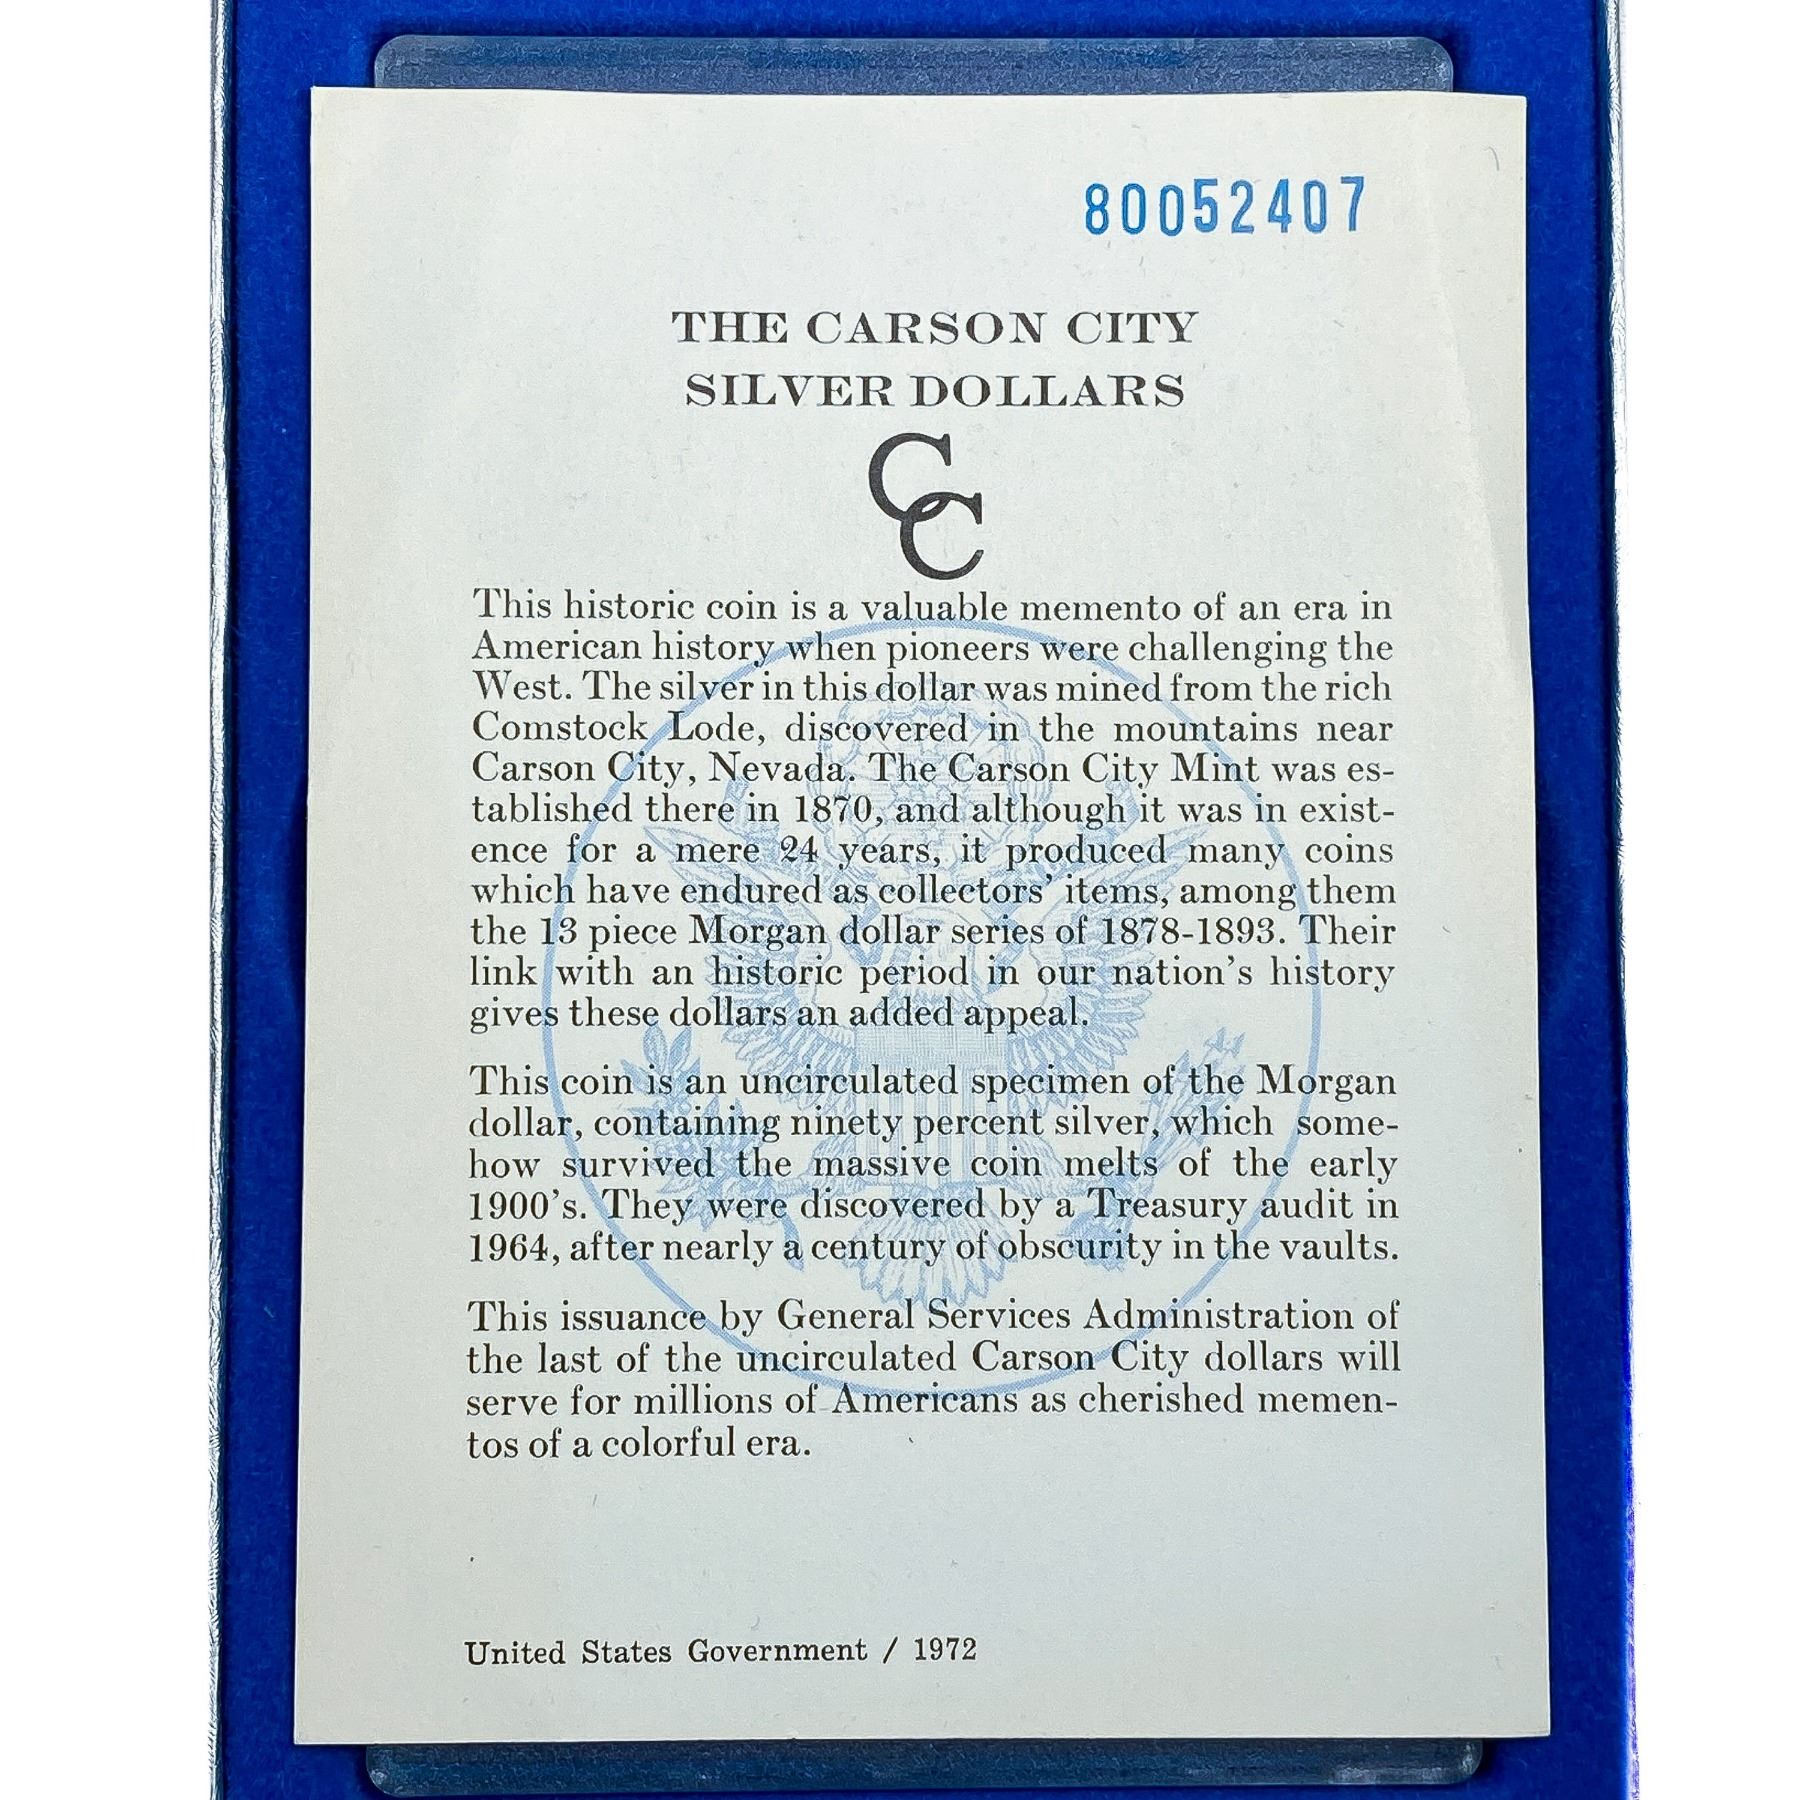 80052407
THE CARSON CITY
SILVER DOLLARS
CC
This historic coin is a valuable memento of an era in
American history when pioneers were challenging the
West. The silver in this dollar was mined from the rich
Comstock Lode, discovered in the mountains near
Carson City, Nevada. The Carson City Mint was es-
tablished there in 1870, and although it was in exist-
ence for a mere 24 years, it produced many coins
which have endured as collectors' items, among them
the 13 piece Morgan dollar series of 1878-1893. Their
link with an historic period in our nation's history
gives these dollars an added appeal.
This coin is an uncirculated specimen of the Morgan
dollar, containing ninety percent silver, which some-
how survived the massive coin melts of the early
1900's. They were discovered by a Treasury audit in
1964, after nearly a century of obscurity in the vaults.
This issuance by General Services Administration of
the last of the uncirculated Carson City dollars will
serve for millions of Americans as cherished memen-
tos of a colorful era.
United States Government / 1972